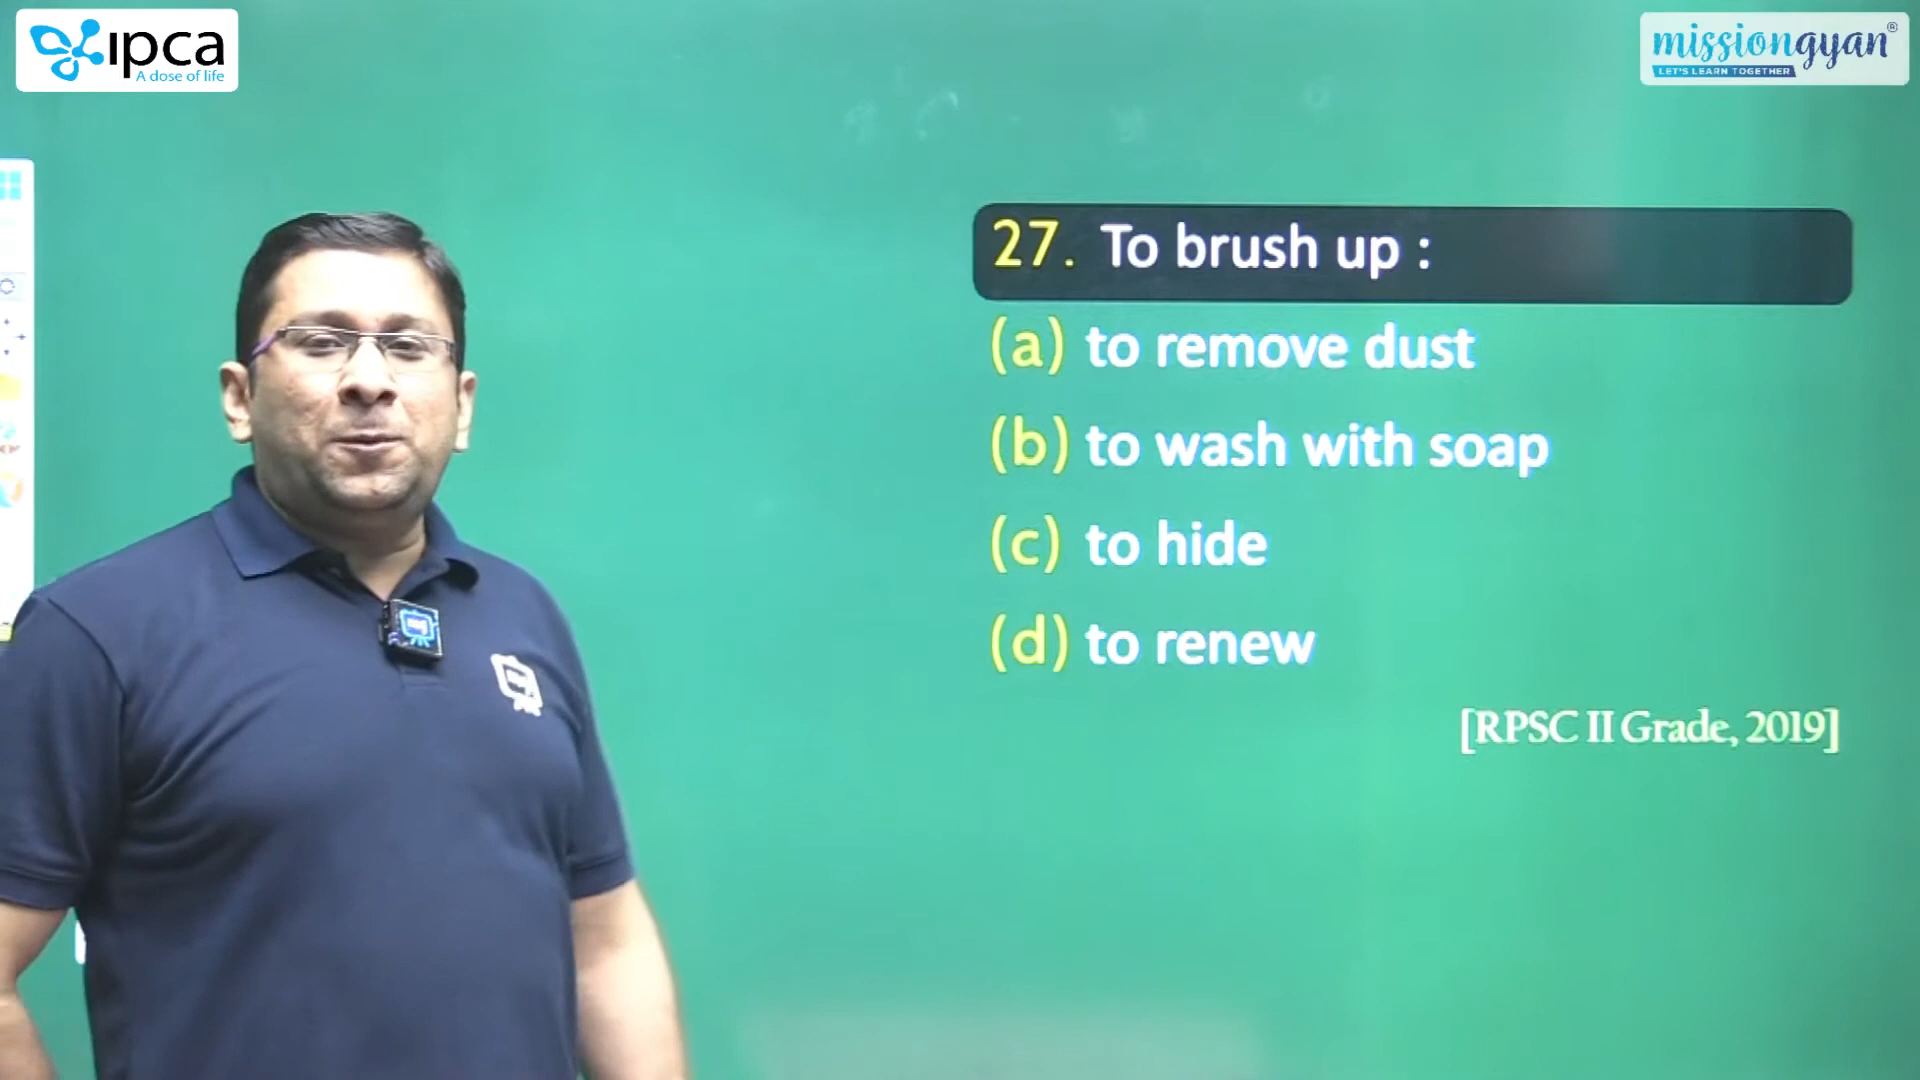 ipca
A dose of life
missiongyan®
LET'S LEARN TOGETHER
27. To brush up :
(a) to remove dust
(b) to wash with soap
(c) to hide
(d) to renew
[RPSC II Grade, 2019]